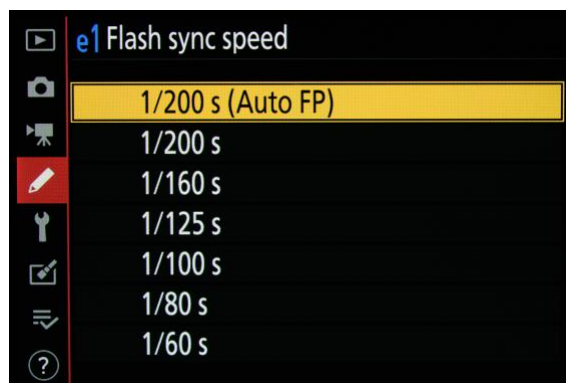 e1 Flash sync speed
1/200 s (Auto FP)
1/200 s
1/160 s
1/125 s
1/100 s
1/80 s
1/60 s
?